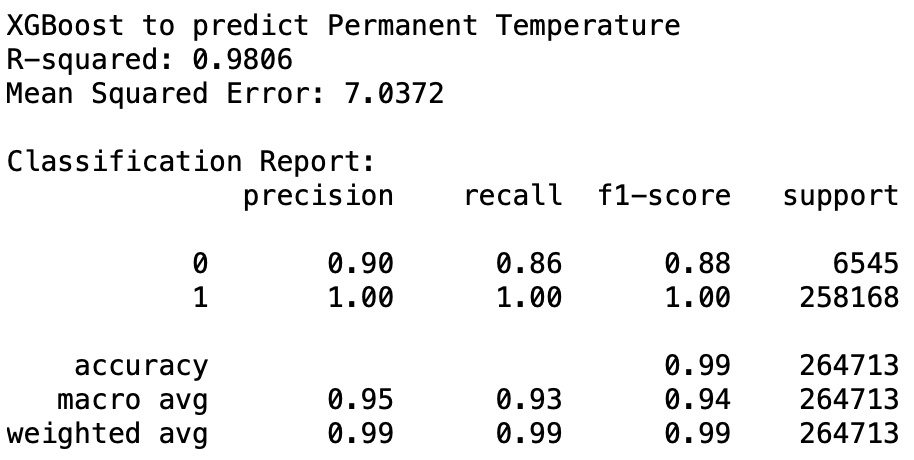 XGBoost to predict Permanent Temperature
R-squared: 0.9806
Mean Squared Error: 7.0372
Classification Report:
precision recall f1-score support
0 0.90 0.86 0.88 6545
1 1.00 1.00 1.00 258168
accuracy 0.99 264713
macro avg 0.95 0.93 0.94 264713
weighted avg 0.99 0.99 0.99 264713